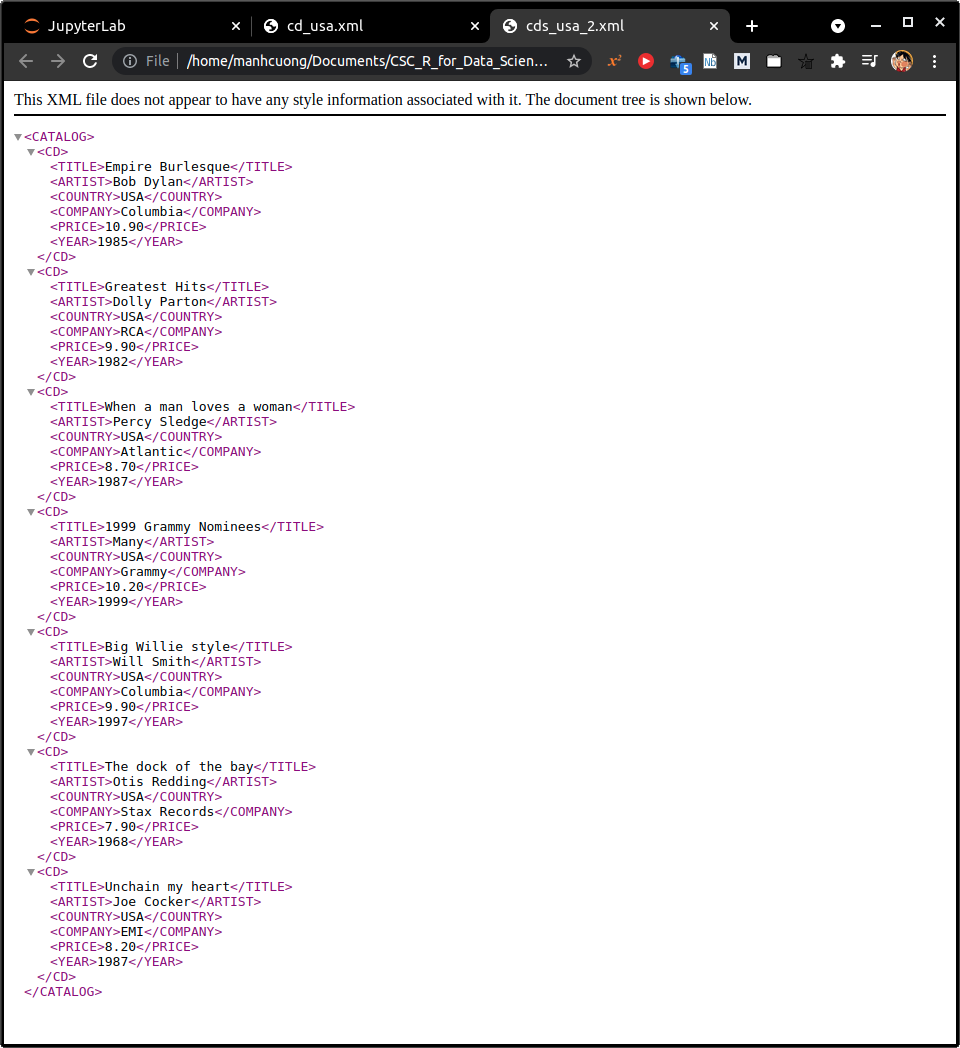 JupyterLab
cd_usa.xml
cds_usa_2.xml
File
/home/manhcuong/Documents/CSC_R_for_Data_Scien...
x²
5
M
This XML file does not appear to have any style information associated with it. The document tree is shown below.
<CATALOG>
<CD>
<TITLE>Empire Burlesque</TITLE>
<ARTIST>Bob Dylan</ARTIST>
<COUNTRY>USA</COUNTRY>
<COMPANY>Columbia</COMPANY>
<PRICE>10.90</PRICE>
<YEAR>1985</YEAR>
</CD>
<CD>
<TITLE>Greatest Hits</TITLE>
<ARTIST>Dolly Parton</ARTIST>
<COUNTRY>USA</COUNTRY>
<COMPANY>RCA</COMPANY>
<PRICE>9.90</PRICE>
<YEAR>1982</YEAR>
</CD>
<CD>
<TITLE>When a man loves a woman</TITLE>
<ARTIST>Percy Sledge</ARTIST>
<COUNTRY>USA</COUNTRY>
<COMPANY>Atlantic</COMPANY>
<PRICE>8.70</PRICE>
<YEAR>1987</YEAR>
</CD>
<CD>
<TITLE>1999 Grammy Nominees</TITLE>
<ARTIST>Many</ARTIST>
<COUNTRY>USA</COUNTRY>
<COMPANY>Grammy</COMPANY>
<PRICE>10.20</PRICE>
<YEAR>1999</YEAR>
</CD>
<CD>
<TITLE>Big Willie style</TITLE>
<ARTIST>Will Smith</ARTIST>
<COUNTRY>USA</COUNTRY>
<COMPANY>Columbia</COMPANY>
<PRICE>9.90</PRICE>
<YEAR>1997</YEAR>
</CD>
<CD>
<TITLE>The dock of the bay</TITLE>
<ARTIST>Otis Redding</ARTIST>
<COUNTRY>USA</COUNTRY>
<COMPANY>Stax Records</COMPANY>
<PRICE>7.90</PRICE>
<YEAR>1968</YEAR>
</CD>
<CD>
<TITLE>Unchain my heart</TITLE>
<ARTIST>Joe Cocker</ARTIST>
<COUNTRY>USA</COUNTRY>
<COMPANY>EMI</COMPANY>
<PRICE>8.20</PRICE>
<YEAR>1987</YEAR>
</CD>
</CATALOG>